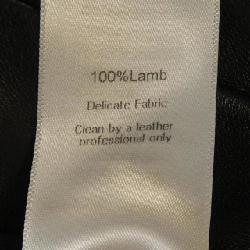 100%Lamb
Delicate Fabric
Clean by a leather
professional only